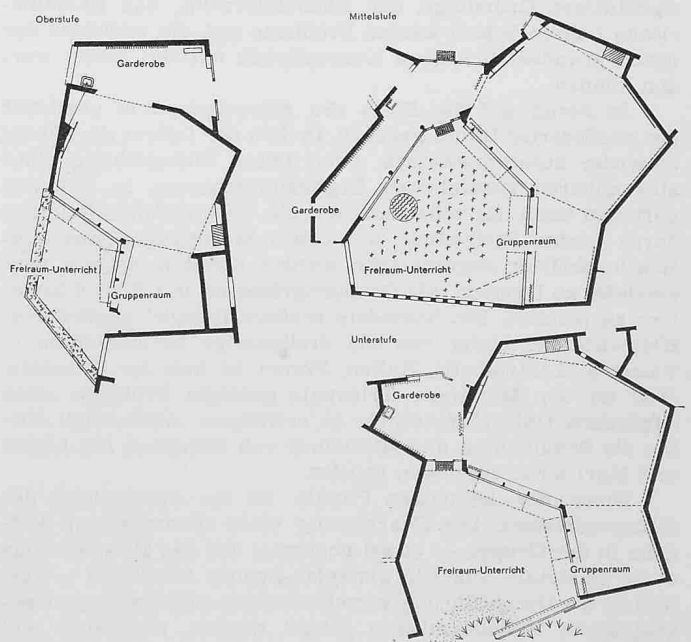 Oberstufe
Garderobe
Freiraum-Unterricht
Gruppenraum
Mittelstufe
Garderobe
Gruppenraum
Freiraum-Unterricht
Unterstufe
Garderobe
Gruppenraum
Freiraum-Unterricht